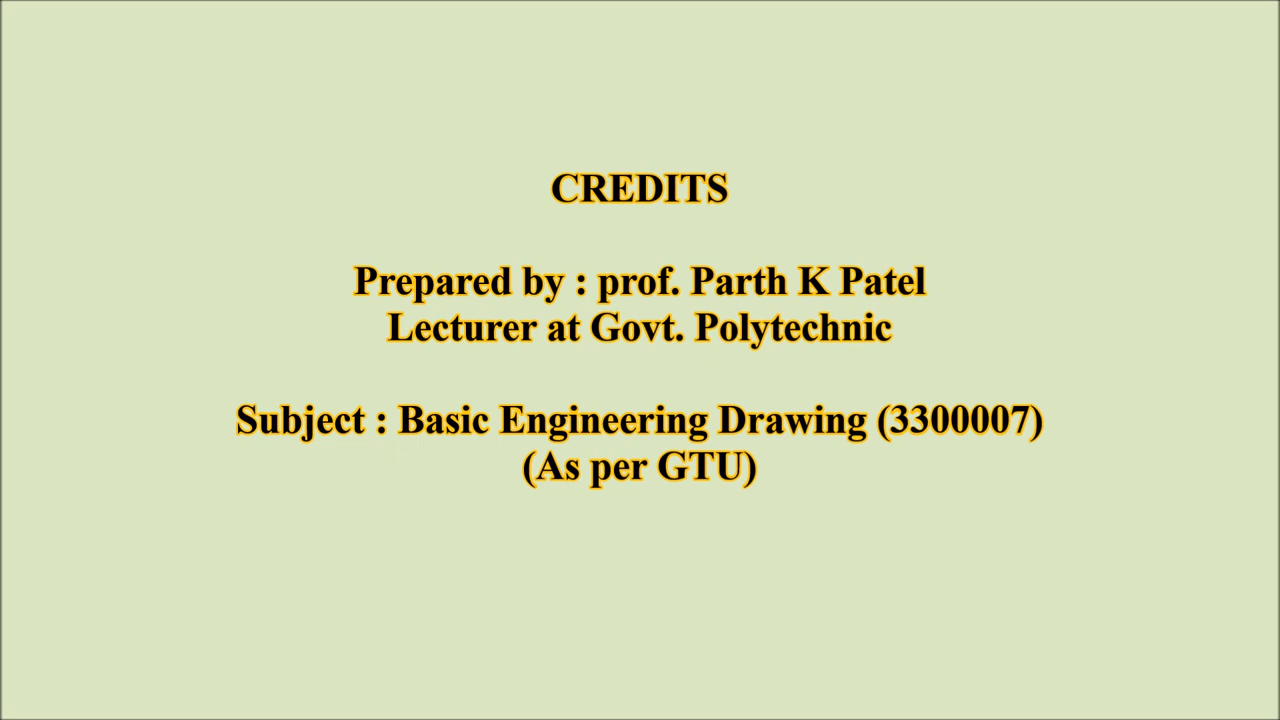 CREDITS
Prepared by : prof. Parth K Patel
Lecturer at Govt. Polytechnic
Subject : Basic Engineering Drawing (3300007)
(As per GTU)